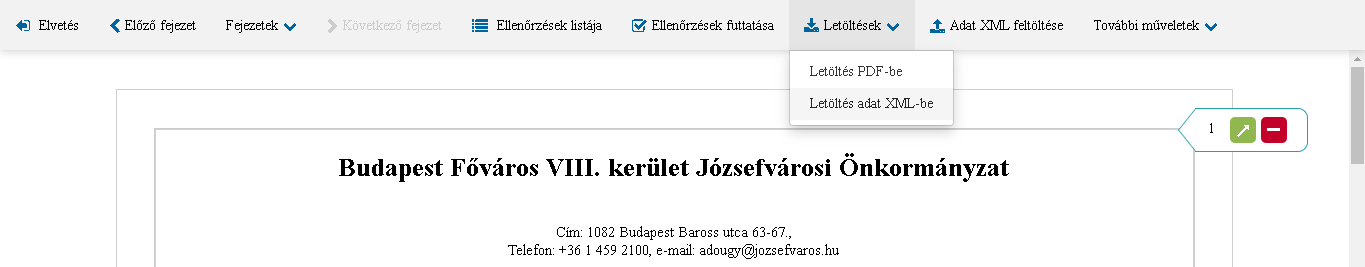 Elvetés Előző fejezet Fejezetek Következő fejezet Ellenőrzések listája Ellenőrzések futtatása Letöltések Adat XML feltöltése További műveletek
Letöltés PDF-be
Letöltés adat XML-be
1
Budapest Főváros VIII. kerület Józsefvárosi Önkormányzat
Cím: 1082 Budapest Baross utca 63-67.,
Telefon: +36 1 459 2100, e-mail: adougy@jozsefvaros.hu